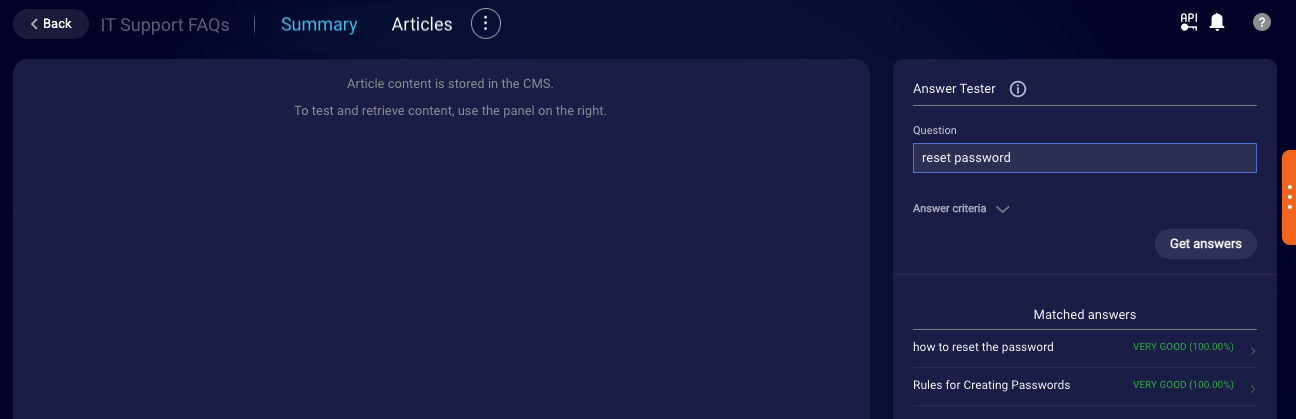 Back IT Support FAQs Summary Articles API ?
Article content is stored in the CMS.
To test and retrieve content, use the panel on the right.
Answer Tester
Question
reset password
Answer criteria
Get answers
Matched answers
how to reset the password VERY GOOD (100.00%)
Rules for Creating Passwords VERY GOOD (100.00%)